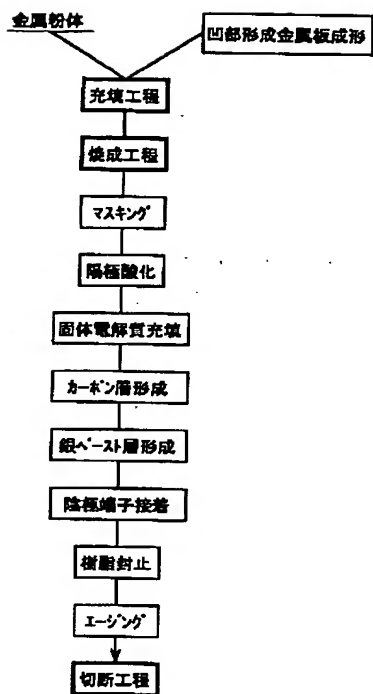 金属粉体
凹部形成金属板成形
充填工程
焼成工程
マスキング
陽極酸化
固体電解質充填
カーボン層形成
銀ペースト層形成
陰極端子接着
樹脂封止
エージング
切断工程